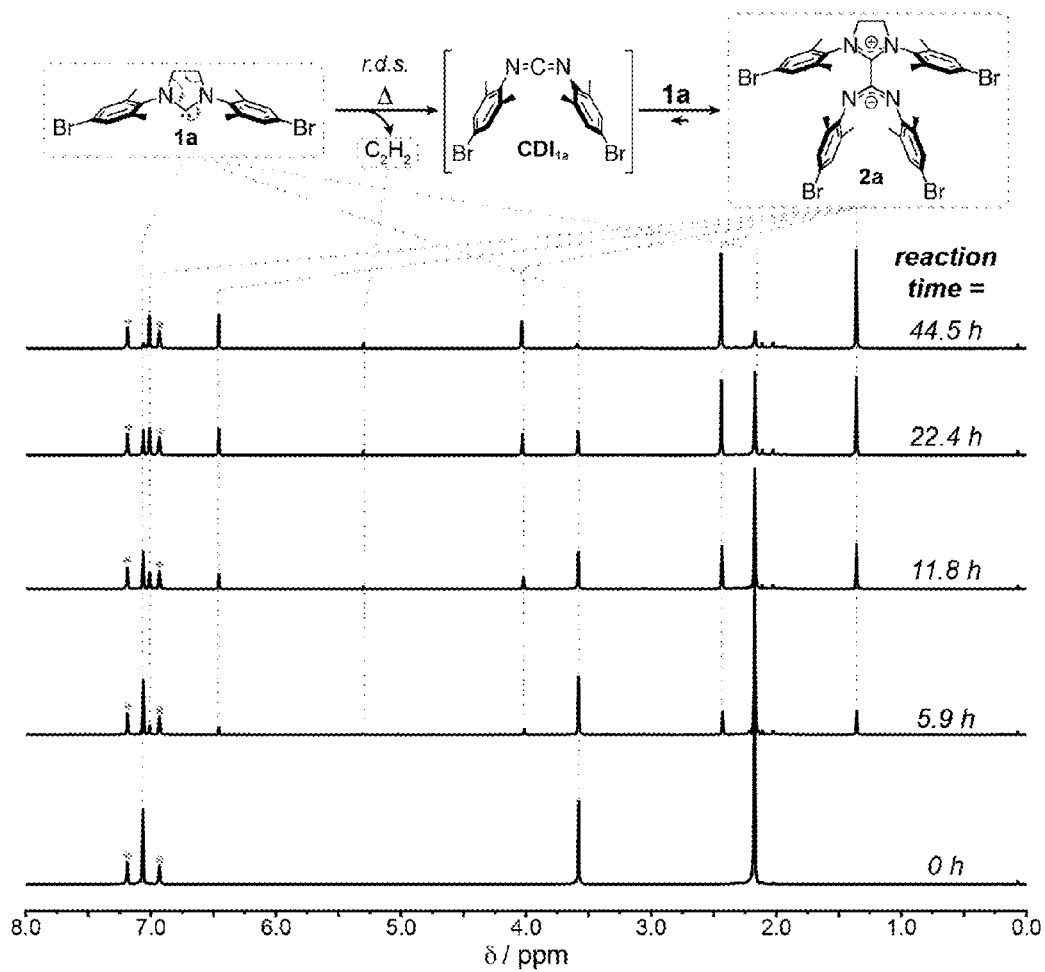 r.d.s.
Δ
C₂H₂
Br
N
N
Br
1a
N=C=N
Br
Br
CDI₁ₐ
1a
N
⊕
N
Br
Br
N
⊖
N
Br
Br
2a
reaction
time =
44.5 h
22.4 h
11.8 h
5.9 h
0 h
* *
* *
* *
* *
* *
8.0 7.0 6.0 5.0 4.0 3.0 2.0 1.0 0.0
δ / ppm